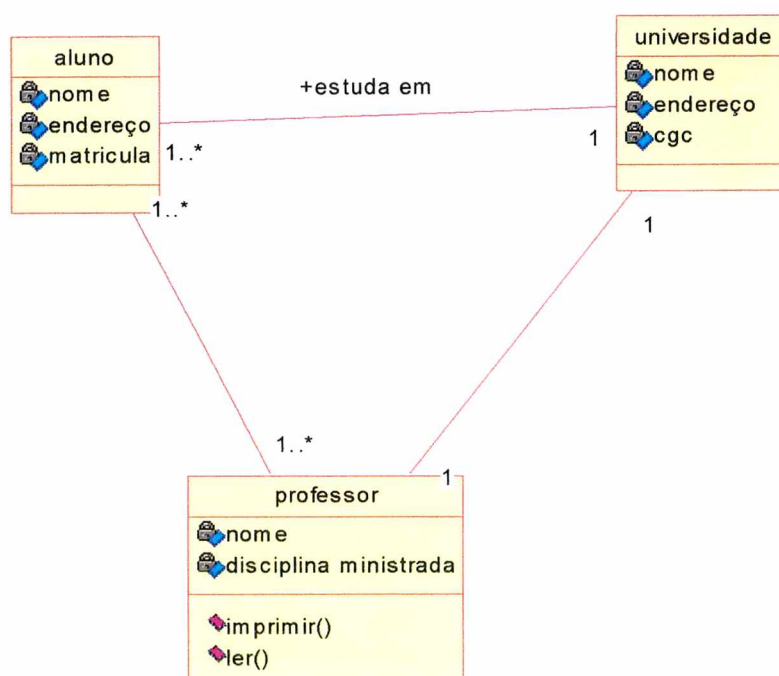 aluno
nome
endereço
matricula
1..*
1..*
+estuda em
universidade
nome
endereço
cgc
1
1
1..*
1
professor
nome
disciplina ministrada
imprimir()
ler()